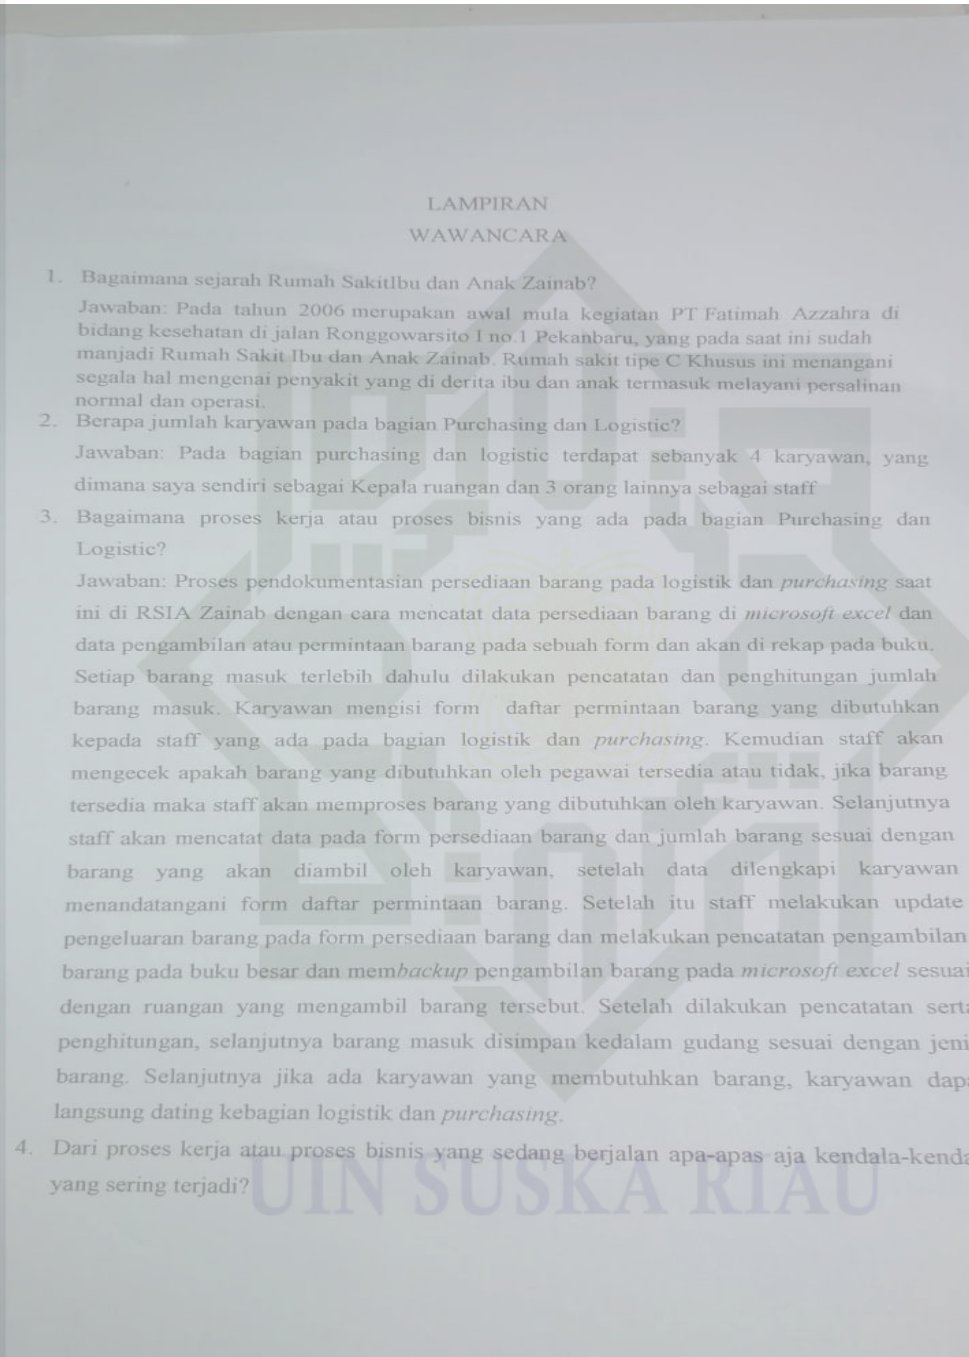 LAMPIRAN
WAWANCARA
1. Bagaimana sejarah Rumah SakitIbu dan Anak Zainab?
Jawaban: Pada tahun 2006 merupakan awal mula kegiatan PT Fatimah Azzahra di
bidang kesehatan di jalan Ronggowarsito I no.1 Pekanbaru, yang pada saat ini sudah
manjadi Rumah Sakit Ibu dan Anak Zainab. Rumah sakit tipe C Khusus ini menangani
segala hal mengenai penyakit yang di derita ibu dan anak termasuk melayani persalinan
normal dan operasi.
2. Berapa jumlah karyawan pada bagian Purchasing dan Logistic?
Jawaban: Pada bagian purchasing dan logistic terdapat sebanyak 4 karyawan, yang
dimana saya sendiri sebagai Kepala ruangan dan 3 orang lainnya sebagai staff
3. Bagaimana proses kerja atau proses bisnis yang ada pada bagian Purchasing dan
Logistic?
Jawaban: Proses pendokumentasian persediaan barang pada logistik dan purchasing saat
ini di RSIA Zainab dengan cara mencatat data persediaan barang di microsoft excel dan
data pengambilan atau permintaan barang pada sebuah form dan akan di rekap pada buku.
Setiap barang masuk terlebih dahulu dilakukan pencatatan dan penghitungan jumlah
barang masuk. Karyawan mengisi form daftar permintaan barang yang dibutuhkan
kepada staff yang ada pada bagian logistik dan purchasing. Kemudian staff akan
mengecek apakah barang yang dibutuhkan oleh pegawai tersedia atau tidak, jika barang
tersedia maka staff akan memproses barang yang dibutuhkan oleh karyawan. Selanjutnya
staff akan mencatat data pada form persediaan barang dan jumlah barang sesuai dengan
barang yang akan diambil oleh karyawan, setelah data dilengkapi karyawan
menandatangani form daftar permintaan barang. Setelah itu staff melakukan update
pengeluaran barang pada form persediaan barang dan melakukan pencatatan pengambilan
barang pada buku besar dan membackup pengambilan barang pada microsoft excel sesuai
dengan ruangan yang mengambil barang tersebut. Setelah dilakukan pencatatan serta
penghitungan, selanjutnya barang masuk disimpan kedalam gudang sesuai dengan jeni
barang. Selanjutnya jika ada karyawan yang membutuhkan barang, karyawan dapa
langsung dating kebagian logistik dan purchasing.
4. Dari proses kerja atau proses bisnis yang sedang berjalan apa-apas aja kendala-kenda
yang sering terjadi?
UIN SUSKA RIAU